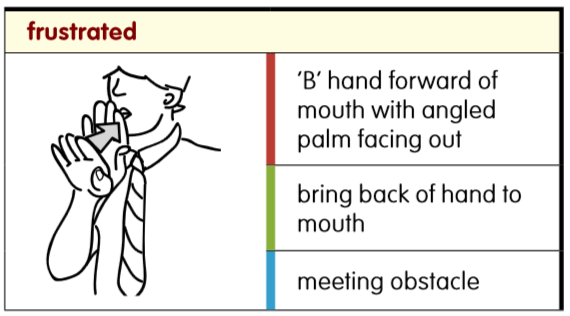 frustrated
‘B’ hand forward of
mouth with angled
palm facing out
bring back of hand to
mouth
meeting obstacle